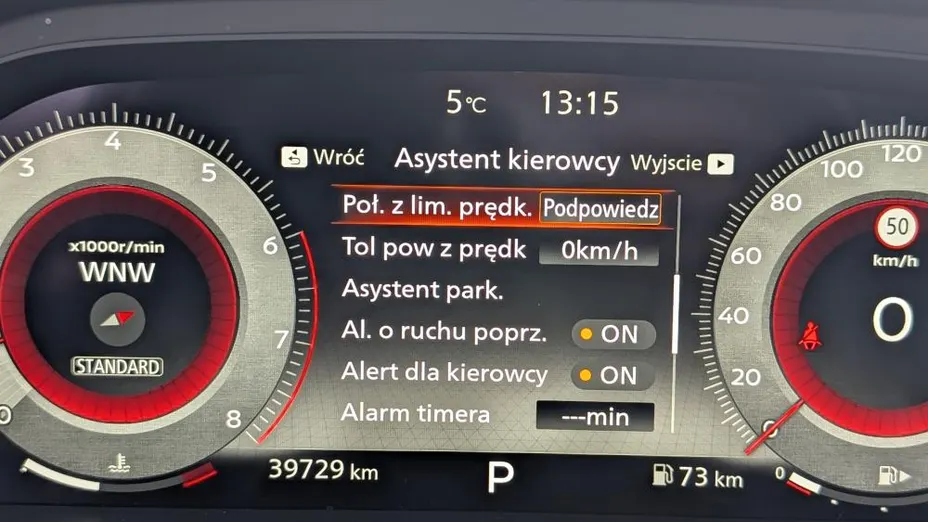 5°C 13:15
Wróć Asystent kierowcy Wyjscie
Poł. z lim. prędk. Podpowiedz
Tol pow z prędk 0km/h
Asystent park.
Al. o ruchu poprz. ON
Alert dla kierowcy ON
Alarm timera ---min
39729 km P 73 km
3 4 5 6 7 8
0
x1000r/min
WNW
STANDARD
0 20 40 60 80 100 120
50
km/h
0
0